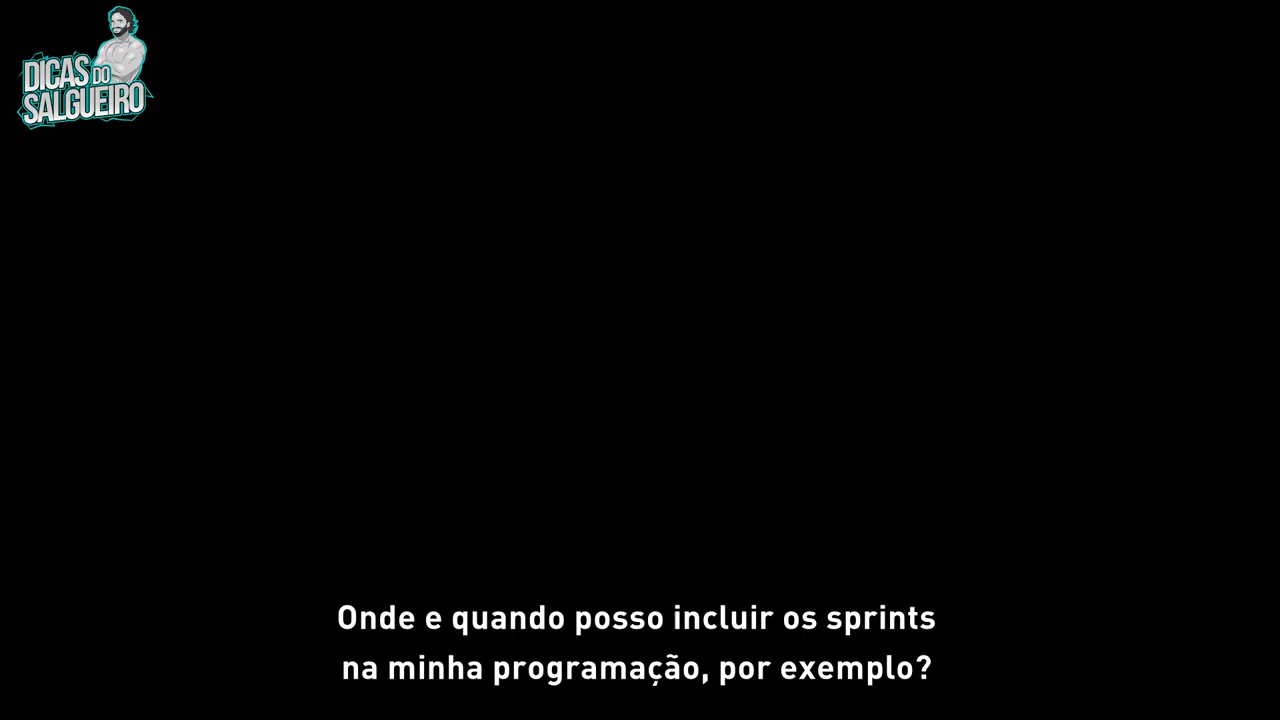 DICAS DO
SALGUEIRO
Onde e quando posso incluir os sprints
na minha programação, por exemplo?